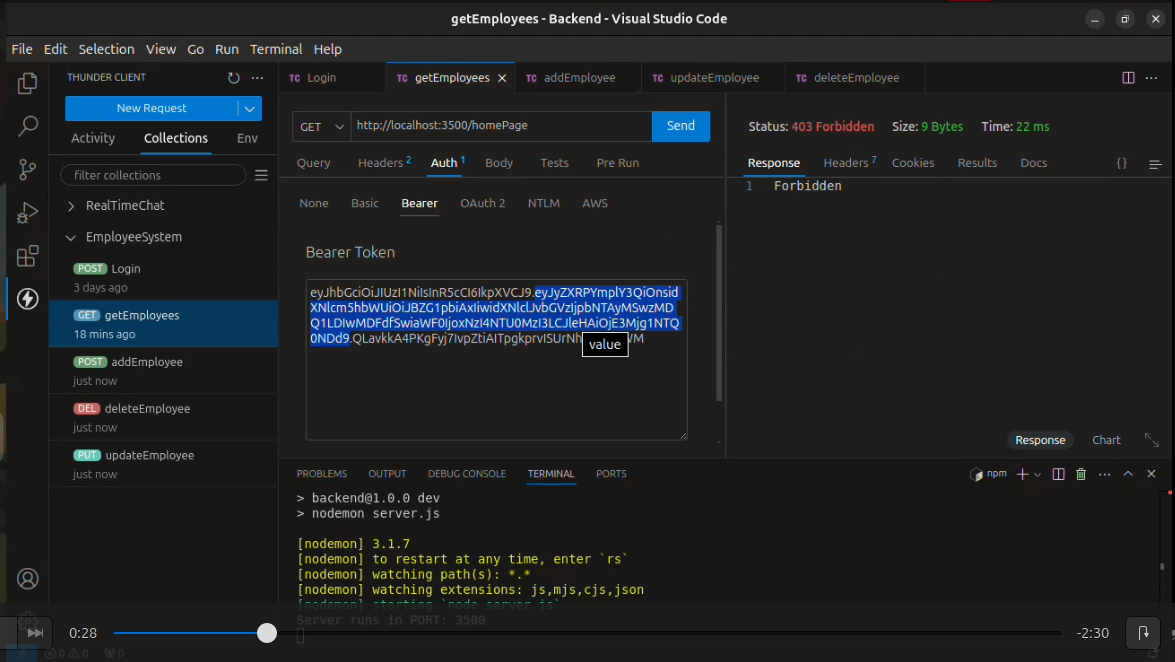 getEmployees - Backend - Visual Studio Code
File Edit Selection View Go Run Terminal Help
THUNDER CLIENT
New Request
Activity Collections Env
filter collections
RealTimeChat
EmployeeSystem
POST Login
3 days ago
GET getEmployees
18 mins ago
POST addEmployee
just now
DEL deleteEmployee
just now
PUT updateEmployee
just now
TC Login TC getEmployees TC addEmployee TC updateEmployee TC deleteEmployee
GET http://localhost:3500/homePage Send
Query Headers 2 Auth 1 Body Tests Pre Run
None Basic Bearer OAuth 2 NTLM AWS
Bearer Token
value
Status: 403 Forbidden Size: 9 Bytes Time: 22 ms
Response Headers 7 Cookies Results Docs { }
1 Forbidden
Response Chart
PROBLEMS OUTPUT DEBUG CONSOLE TERMINAL PORTS
npm
> backend@1.0.0 dev
> nodemon server.js
[nodemon] 3.1.7
[nodemon] to restart at any time, enter `rs`
[nodemon] watching path(s): *.*
[nodemon] watching extensions: js,mjs,cjs,json
[nodemon] starting `node server.js`
Server runs in PORT: 3500
0:28 -2:30
0 0 0